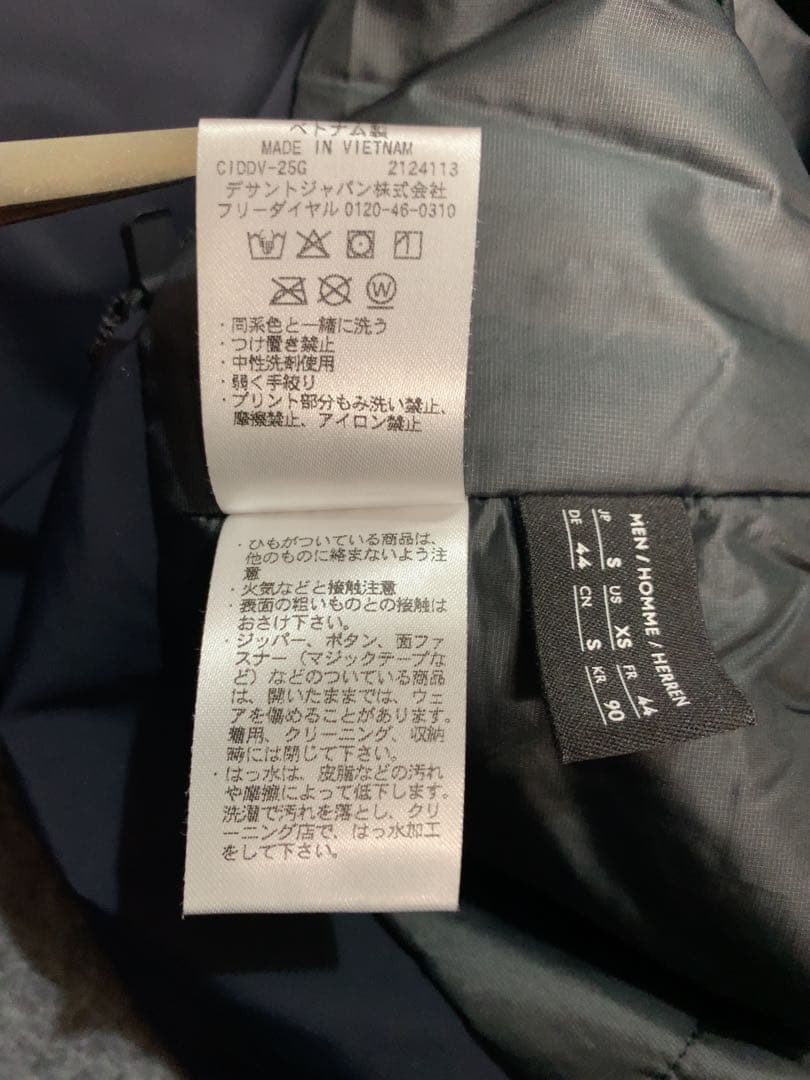 ベトナム製
MADE IN VIETNAM
CIDDV-25G 2124113
デサントジャパン株式会社
フリーダイヤル 0120-46-0310
・同系色と一緒に洗う
・つけ置き禁止
・中性洗剤使用
・弱く手絞り
・プリント部分もみ洗い禁止、
摩擦禁止、アイロン禁止
・ひもがついている商品は、
他のものに絡まないよう注
意
・火気などと接触注意
・表面の粗いものとの接触は
おさけ下さい。
・ジッパー、ボタン、面ファ
スナー（マジックテープな
ど）などのついている商品
は、開いたままでは、ウェ
アを傷めることがあります。
着用、クリーニング、収納
時には閉じて下さい。
・はっ水は、皮脂などの汚れ
や摩擦によって低下します。
洗濯で汚れを落とし、クリ
ーニング店で、はっ水加工
をして下さい。
MEN / HOMME / HERREN
JP S US XS FR 44
DE 44 CN S KR 90